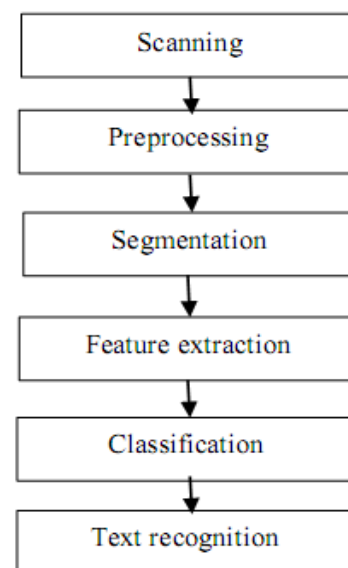 Scanning
Preprocessing
Segmentation
Feature extraction
Classification
Text recognition